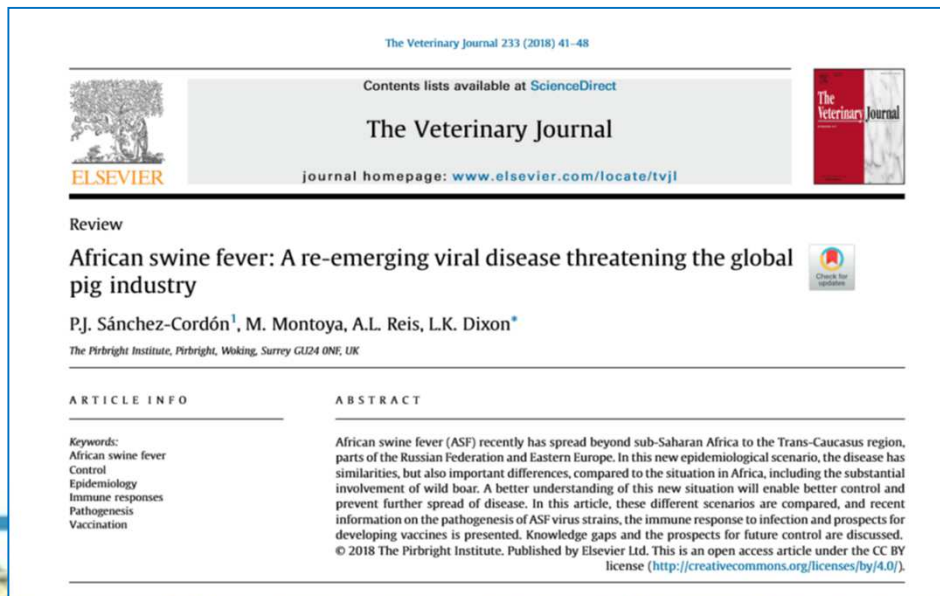 The Veterinary Journal 233 (2018) 41–48
Contents lists available at ScienceDirect
The Veterinary Journal
journal homepage: www.elsevier.com/locate/tvjl
ELSEVIER
The
Veterinary Journal
Review
African swine fever: A re-emerging viral disease threatening the global
pig industry
Check for
updates
P.J. Sánchez-Cordón¹, M. Montoya, A.L. Reis, L.K. Dixon*
The Pirbright Institute, Pirbright, Woking, Surrey GU24 0NF, UK
ARTICLE INFO
Keywords:
African swine fever
Control
Epidemiology
Immune responses
Pathogenesis
Vaccination
ABSTRACT
African swine fever (ASF) recently has spread beyond sub-Saharan Africa to the Trans-Caucasus region,
parts of the Russian Federation and Eastern Europe. In this new epidemiological scenario, the disease has
similarities, but also important differences, compared to the situation in Africa, including the substantial
involvement of wild boar. A better understanding of this new situation will enable better control and
prevent further spread of disease. In this article, these different scenarios are compared, and recent
information on the pathogenesis of ASF virus strains, the immune response to infection and prospects for
developing vaccines is presented. Knowledge gaps and the prospects for future control are discussed.
© 2018 The Pirbright Institute. Published by Elsevier Ltd. This is an open access article under the CC BY
license (http://creativecommons.org/licenses/by/4.0/).